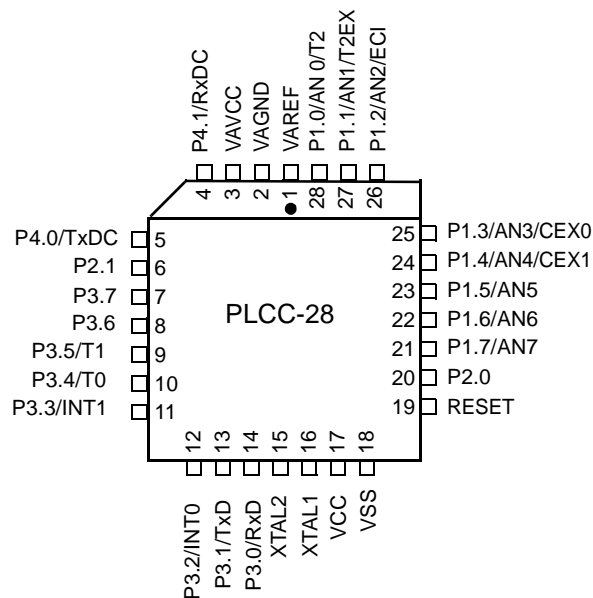 P4.1/RxDC
VAVCC
VAGND
VAREF
P1.0/AN 0/T2
P1.1/AN1/T2EX
P1.2/AN2/ECI
4
3
2
1
28
27
26
P4.0/TxDC 5
P2.1 6
P3.7 7
P3.6 8
P3.5/T1 9
P3.4/T0 10
P3.3/INT1 11
PLCC-28
25 P1.3/AN3/CEX0
24 P1.4/AN4/CEX1
23 P1.5/AN5
22 P1.6/AN6
21 P1.7/AN7
20 P2.0
19 RESET
12
13
14
15
16
17
18
P3.2/INT0
P3.1/TxD
P3.0/RxD
XTAL2
XTAL1
VCC
VSS